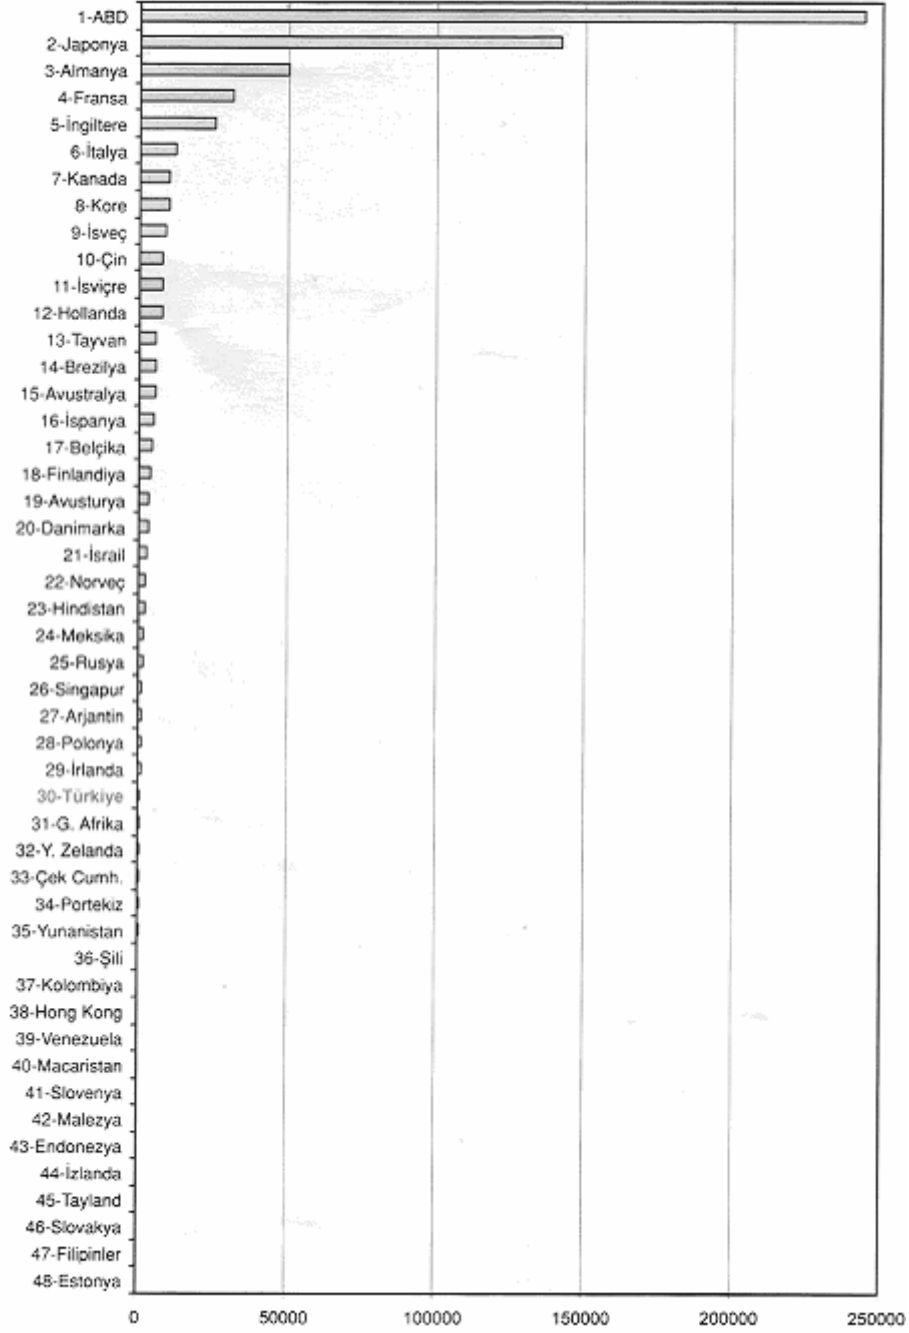 1-ABD
2-Japonya
3-Almanya
4-Fransa
5-İngiltere
6-İtalya
7-Kanada
8-Kore
9-İsveç
10-Çin
11-İsviçre
12-Hollanda
13-Tayvan
14-Brezilya
15-Avustralya
16-İspanya
17-Belçika
18-Finlandiya
19-Avusturya
20-Danimarka
21-İsrail
22-Norveç
23-Hindistan
24-Meksika
25-Rusya
26-Singapur
27-Arjantin
28-Polonya
29-İrlanda
30-Türkiye
31-G. Afrika
32-Y. Zelanda
33-Çek Cumh.
34-Portekiz
35-Yunanistan
36-Şili
37-Kolombiya
38-Hong Kong
39-Venezuela
40-Macaristan
41-Slovenya
42-Malezya
43-Endonezya
44-İzlanda
45-Tayland
46-Slovakya
47-Filipinler
48-Estonya
0 50000 100000 150000 200000 250000